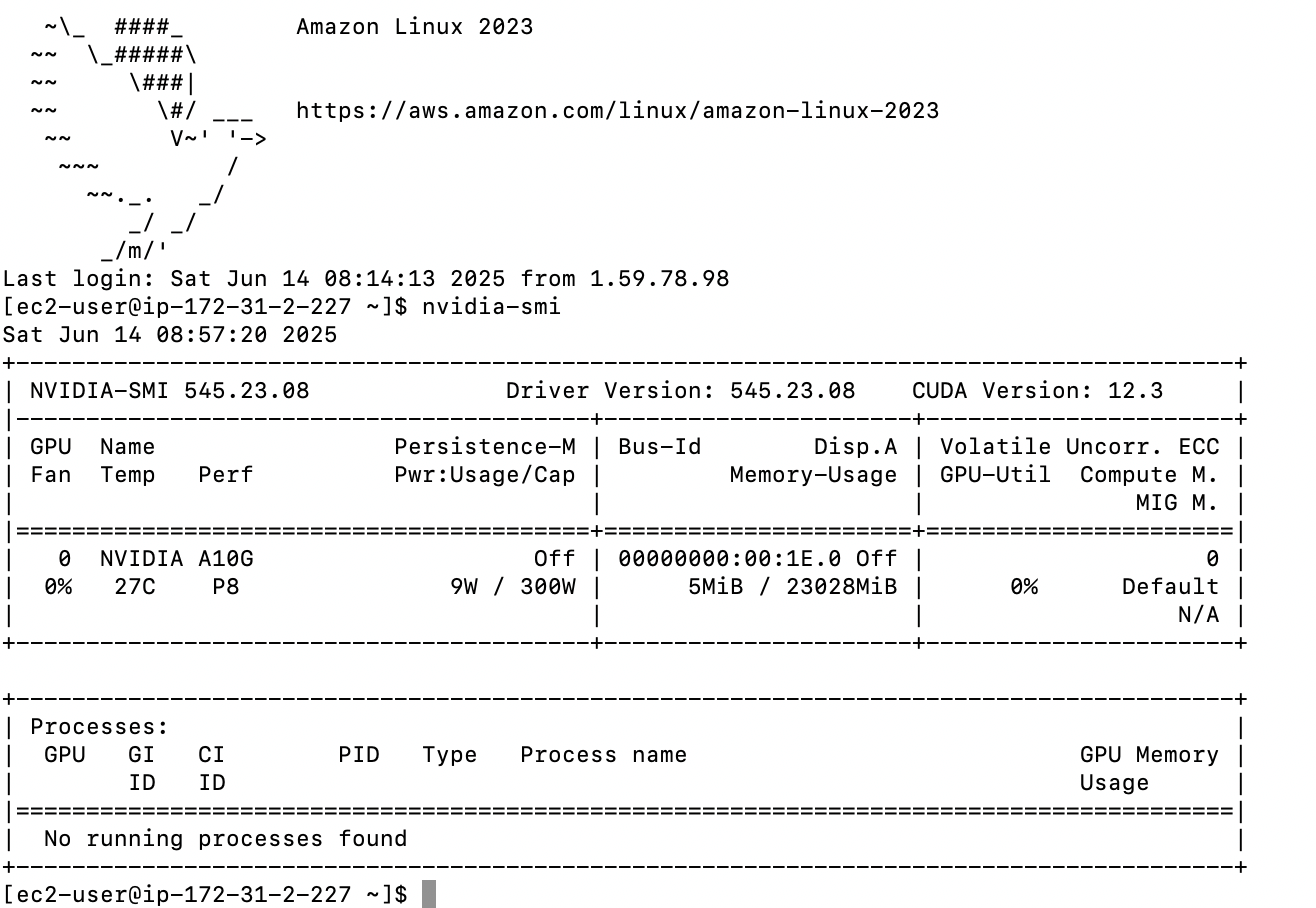 ~\_  ####_        Amazon Linux 2023
  ~~  \_#####\
  ~~     \###|
  ~~       \#/ ___   https://aws.amazon.com/linux/amazon-linux-2023
   ~~       V~' '->
    ~~~         /
      ~~._.   _/
         _/ _/
       _/m/'
Last login: Sat Jun 14 08:14:13 2025 from 1.59.78.98
[ec2-user@ip-172-31-2-227 ~]$ nvidia-smi
Sat Jun 14 08:57:20 2025
+---------------------------------------------------------------------------------------+
| NVIDIA-SMI 545.23.08              Driver Version: 545.23.08    CUDA Version: 12.3     |
|-----------------------------------------+----------------------+----------------------+
| GPU  Name                 Persistence-M | Bus-Id        Disp.A | Volatile Uncorr. ECC |
| Fan  Temp   Perf          Pwr:Usage/Cap |         Memory-Usage | GPU-Util  Compute M. |
|                                         |                      |               MIG M. |
|=========================================+======================+======================|
|   0  NVIDIA A10G                    Off | 00000000:00:1E.0 Off |                    0 |
|  0%   27C    P8               9W / 300W |      5MiB / 23028MiB |      0%      Default |
|                                         |                      |                  N/A |
+-----------------------------------------+----------------------+----------------------+

+---------------------------------------------------------------------------------------+
| Processes:                                                                            |
|  GPU   GI   CI        PID   Type   Process name                            GPU Memory |
|        ID   ID                                                             Usage      |
|=======================================================================================|
|  No running processes found                                                           |
+---------------------------------------------------------------------------------------+
[ec2-user@ip-172-31-2-227 ~]$